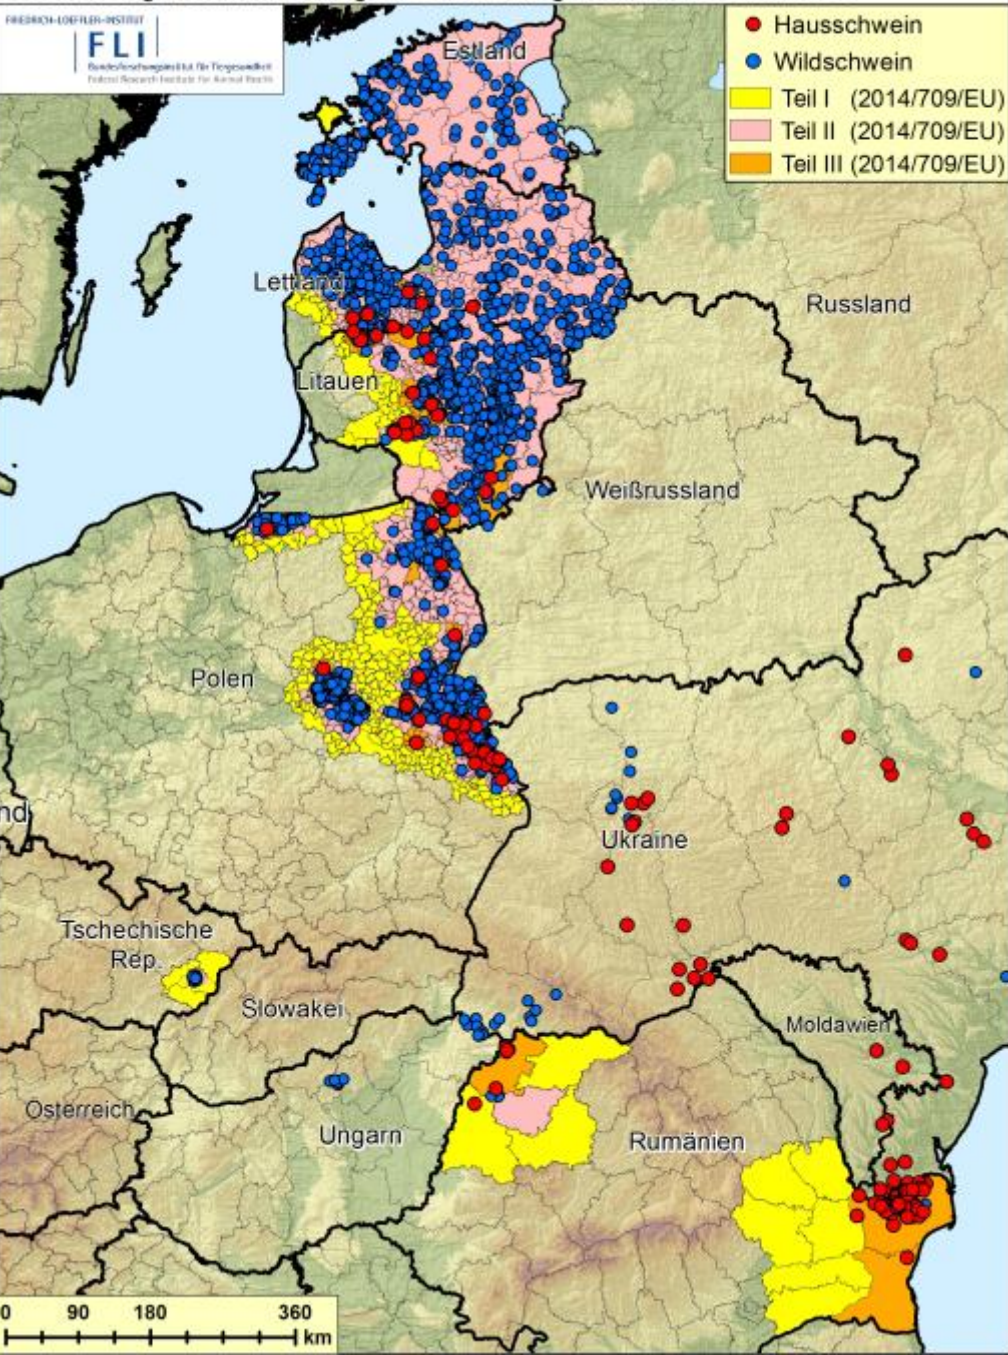 FRIEDRICH-LOEFFLER-INSTITUT
FLI
Bundesforschungsinstitut für Tiergesundheit
Federal Research Institute for Animal Health
Hausschwein
Wildschwein
Teil I (2014/709/EU)
Teil II (2014/709/EU)
Teil III (2014/709/EU)
Estland
Lettland
Russland
Litauen
Weißrussland
Polen
nd
Ukraine
Tschechische
Rep.
Slowakei
Moldawien
Österreich
Ungarn
Rumänien
0 90 180 360
km